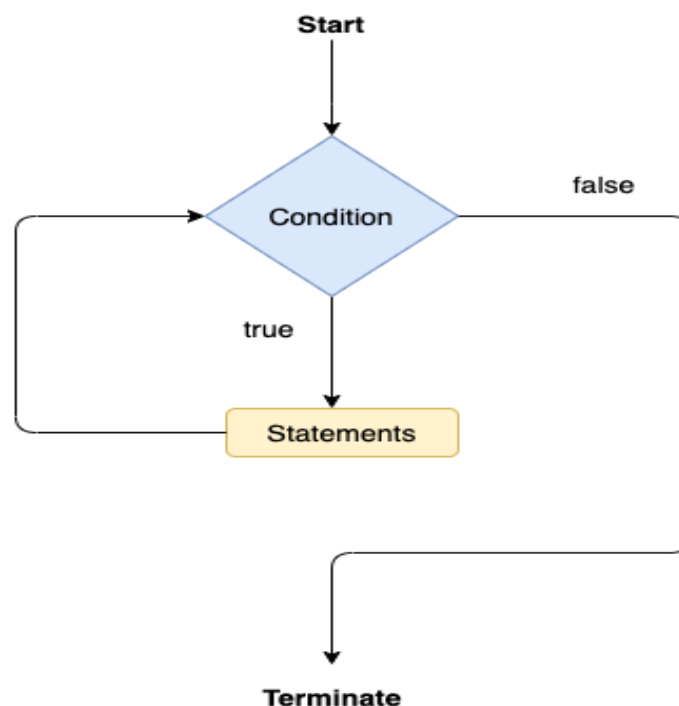 Start
Condition
false
true
Statements
Terminate